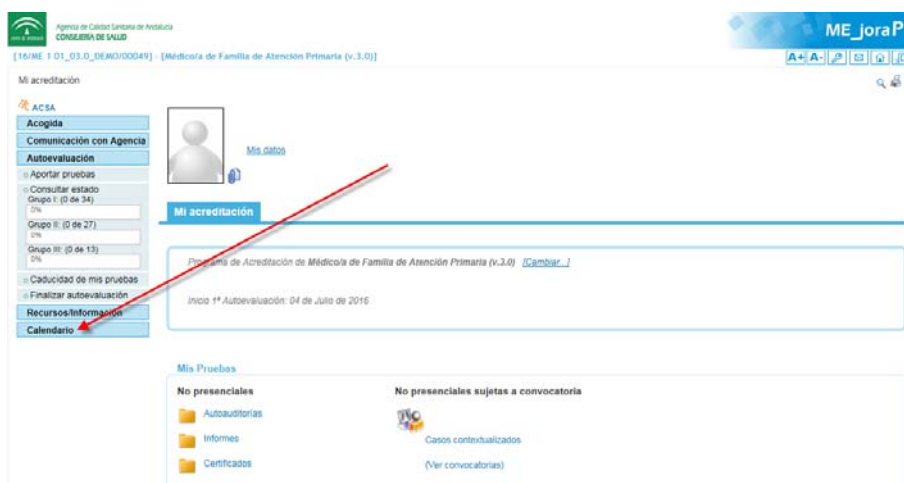 Agencia de Calidad Sanitaria de Andalucía
CONSEJERÍA DE SALUD
ME_jora P
[16/ME 1 01_03.0_DEMO/00049] - [Médico/a de Familia de Atención Primaria (v.3.0)]
A+ A-
Mi acreditación
ACSA
Acogida
Comunicación con Agencia
Autoevaluación
Aportar pruebas
Consultar estado
Grupo I: (0 de 34)
0%
Grupo II: (0 de 27)
0%
Grupo III: (0 de 13)
0%
Caducidad de mis pruebas
Finalizar autoevaluación
Recursos/Información
Calendario
Mis datos
Mi acreditación
Programa de Acreditación de Médico/a de Familia de Atención Primaria (v.3.0) [Cambiar...]
Inicio 1ª Autoevaluación: 04 de Julio de 2016
Mis Pruebas
No presenciales
No presenciales sujetas a convocatoria
Autoauditorías
Informes
Casos contextualizados
Certificados
(Ver convocatorias)